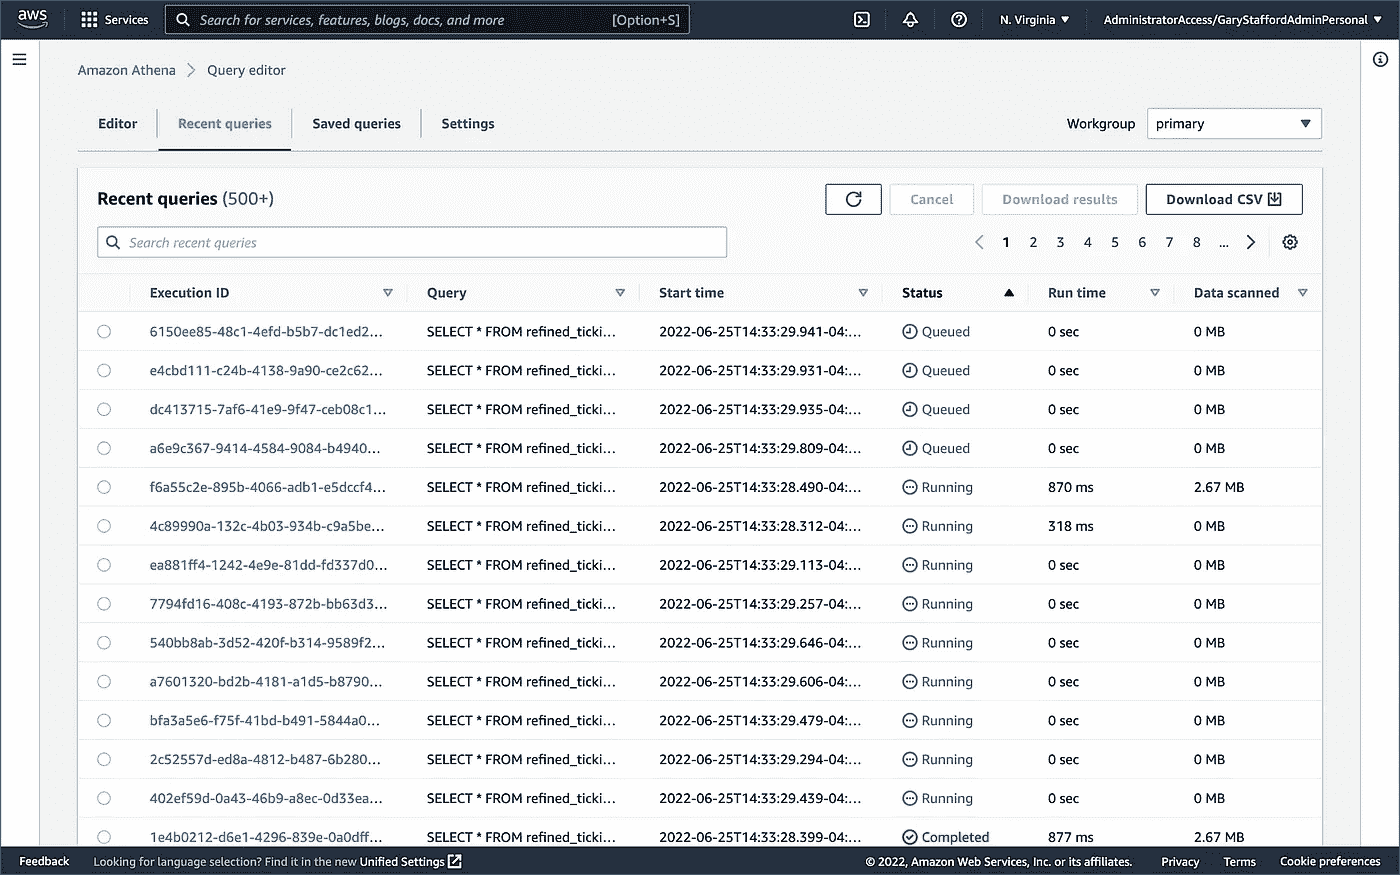 aws Services Search for services, features, blogs, docs, and more [Option+S] N. Virginia AdministratorAccess/GaryStaffordAdminPersonal
Amazon Athena Query editor
Editor Recent queries Saved queries Settings Workgroup primary
Recent queries (500+) Cancel Download results Download CSV
Search recent queries 1 2 3 4 5 6 7 8 ...
Execution ID Query Start time Status Run time Data scanned
6150ee85-48c1-4efd-b5b7-dc1ed2... SELECT * FROM refined_ticki... 2022-06-25T14:33:29.941-04:... Queued 0 sec 0 MB
e4cbd111-c24b-4138-9a90-ce2c62... SELECT * FROM refined_ticki... 2022-06-25T14:33:29.931-04:... Queued 0 sec 0 MB
dc413715-7af6-41e9-9f47-ceb08c1... SELECT * FROM refined_ticki... 2022-06-25T14:33:29.935-04:... Queued 0 sec 0 MB
a6e9c367-9414-4584-9084-b4940... SELECT * FROM refined_ticki... 2022-06-25T14:33:29.809-04:... Queued 0 sec 0 MB
f6a55c2e-895b-4066-adb1-e5dccf4... SELECT * FROM refined_ticki... 2022-06-25T14:33:28.490-04:... Running 870 ms 2.67 MB
4c89990a-132c-4b03-934b-c9a5be... SELECT * FROM refined_ticki... 2022-06-25T14:33:28.312-04:... Running 318 ms 0 MB
ea881ff4-1242-4e9e-81dd-fd337d0... SELECT * FROM refined_ticki... 2022-06-25T14:33:29.113-04:... Running 0 sec 0 MB
7794fd16-408c-4193-872b-bb63d3... SELECT * FROM refined_ticki... 2022-06-25T14:33:29.257-04:... Running 0 sec 0 MB
540bb8ab-3d52-420f-b314-9589f2... SELECT * FROM refined_ticki... 2022-06-25T14:33:29.646-04:... Running 0 sec 0 MB
a7601320-bd2b-4181-a1d5-b8790... SELECT * FROM refined_ticki... 2022-06-25T14:33:29.606-04:... Running 0 sec 0 MB
bfa3a5e6-f75f-41bd-b491-5844a0... SELECT * FROM refined_ticki... 2022-06-25T14:33:29.479-04:... Running 0 sec 0 MB
2c52557d-ed8a-4812-b487-6b280... SELECT * FROM refined_ticki... 2022-06-25T14:33:29.294-04:... Running 0 sec 0 MB
402ef59d-0a43-46b9-a8ec-0d33ea... SELECT * FROM refined_ticki... 2022-06-25T14:33:29.439-04:... Running 0 sec 0 MB
1e4b0212-d6e1-4296-839e-0a0dff... SELECT * FROM refined_ticki... 2022-06-25T14:33:28.399-04:... Completed 877 ms 2.67 MB
Feedback Looking for language selection? Find it in the new Unified Settings © 2022, Amazon Web Services, Inc. or its affiliates. Privacy Terms Cookie preferences